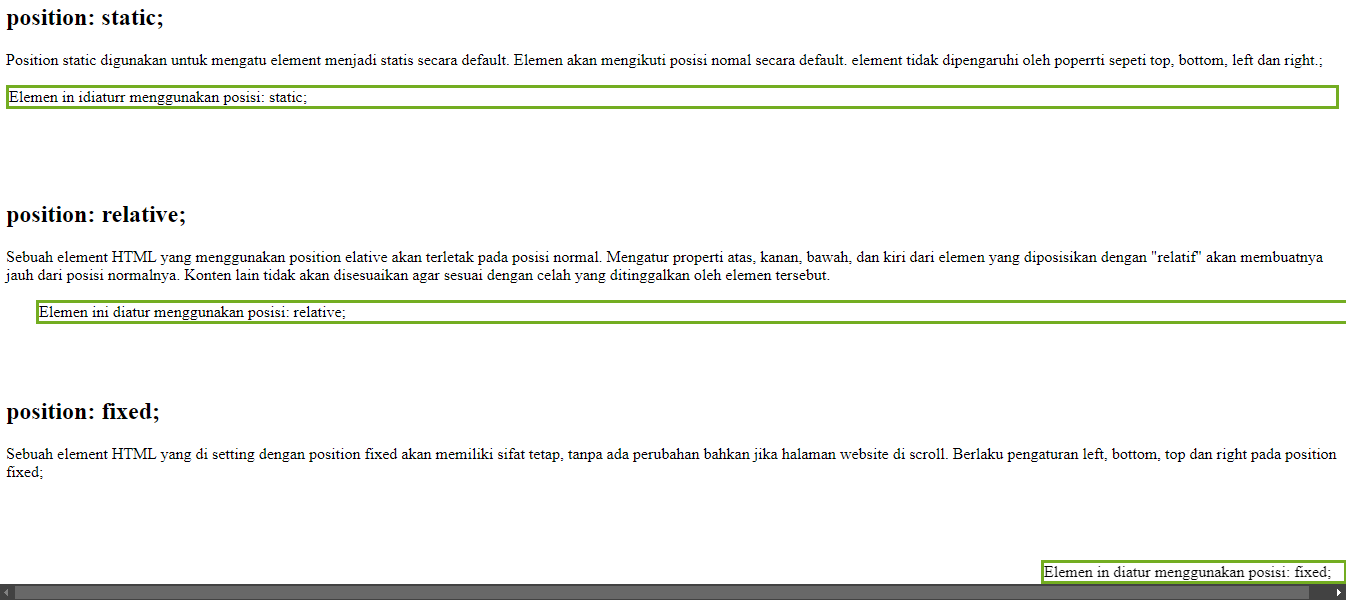 position: static;
Position static digunakan untuk mengatu element menjadi statis secara default. Elemen akan mengikuti posisi nomal secara default. element tidak dipengaruhi oleh poperrti sepeti top, bottom, left dan right.;
Elemen in idiaturr menggunakan posisi: static;
position: relative;
Sebuah element HTML yang menggunakan position elative akan terletak pada posisi normal. Mengatur properti atas, kanan, bawah, dan kiri dari elemen yang diposisikan dengan "relatif" akan membuatnya
jauh dari posisi normalnya. Konten lain tidak akan disesuaikan agar sesuai dengan celah yang ditinggalkan oleh elemen tersebut.
Elemen ini diatur menggunakan posisi: relative;
position: fixed;
Sebuah element HTML yang di setting dengan position fixed akan memiliki sifat tetap, tanpa ada perubahan bahkan jika halaman website di scroll. Berlaku pengaturan left, bottom, top dan right pada position
fixed;
Elemen in diatur menggunakan posisi: fixed;